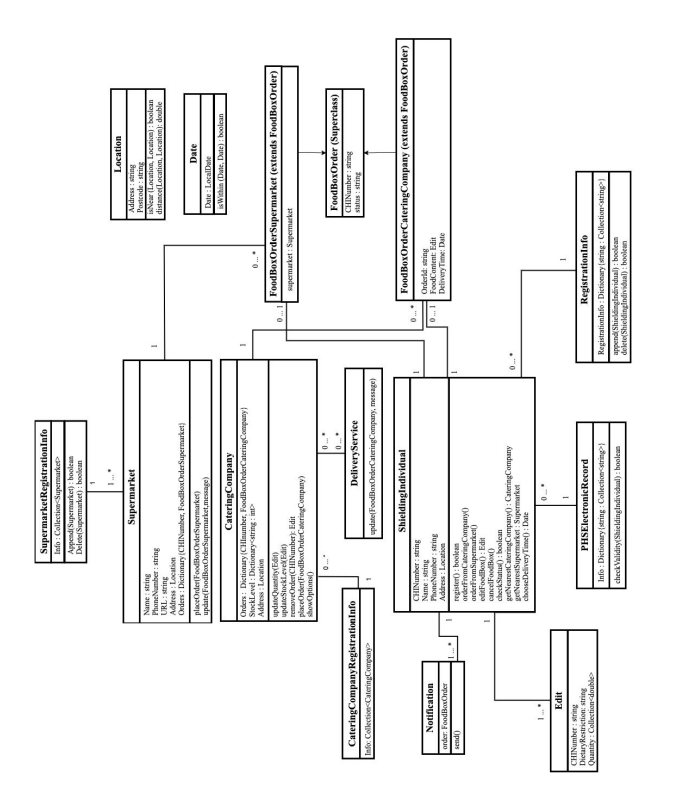 SupermarketRegistrationInfo
Info : Collection<Supermarket>
Append(Supermarket) : boolean
Delete(Supermarket) : boolean
1
1 ... *
Supermarket
Name : string
PhoneNumber : string
URL : string
Address : Location
Orders : Dictionary{CHINumber, FoodBoxOrderSupermarket}
placeOrder(FoodBoxOrderSupermarket)
update(FoodBoxOrderSupermarket,message)
1
0 ... *
Location
Address : string
Postcode : string
isNear (Location, Location) : boolean
distance(Location, Location): double
Date
Date : LocalDate
isWithin (Date, Date) : boolean
FoodBoxOrderSupermarket (extends FoodBoxOrder)
supermarket : Supermarket
0 ... 1
FoodBoxOrder (Superclass)
CHINumber : string
status : string
FoodBoxOrderCateringCompany (extends FoodBoxOrder)
OrderId: string
FoodContent: Edit
DeliveryTime: Date
0 ... *
0 ... 1
CateringCompany
Orders : Dictionary{CHInumber, FoodBoxOrderCateringCompany}
StockLevel : Dictionary<string : int>
Address : Location
updateQuantity(Edit)
updateStockLevel(Edit)
removeOrder(CHINumber): Edit
placeOrder(FoodBoxOrderCateringCompany)
showOptions()
1
0 ... *
0 ... *
0 ... *
1
CateringCompanyRegistrationInfo
Info: Collection<CateringCompany>
DeliveryService
update(FoodBoxOrderCateringCompany, message)
ShieldingIndividual
CHINumber : string
Name : string
PhoneNumber : string
Address : Location
register() : boolean
orderFromCateringCompany()
orderFromSupermarket()
editFoodBox() : Edit
cancelFoodBox()
checkStatus() : boolean
getNearestCateringCompany() : CateringCompany
getNearestSupermarket : Supermarket
chooseDeliveryTime() : Date
1
1
1
1
0 ... *
0 ... *
1 ... *
Notification
order: FoodBoxOrder
send()
1 ... *
Edit
CHINumber : string
DietaryRestriction: string
Quantity : Collection<double>
1
PHSElectronicRecord
Info : Dictionary{string : Collection<string>}
checkValidity(ShieldingIndividual) : boolean
1
RegistrationInfo
RegistrationInfo : Dictionary{string : Collection<string>}
append(ShieldingIndividual) : boolean
delete(ShieldingIndividual) : boolean